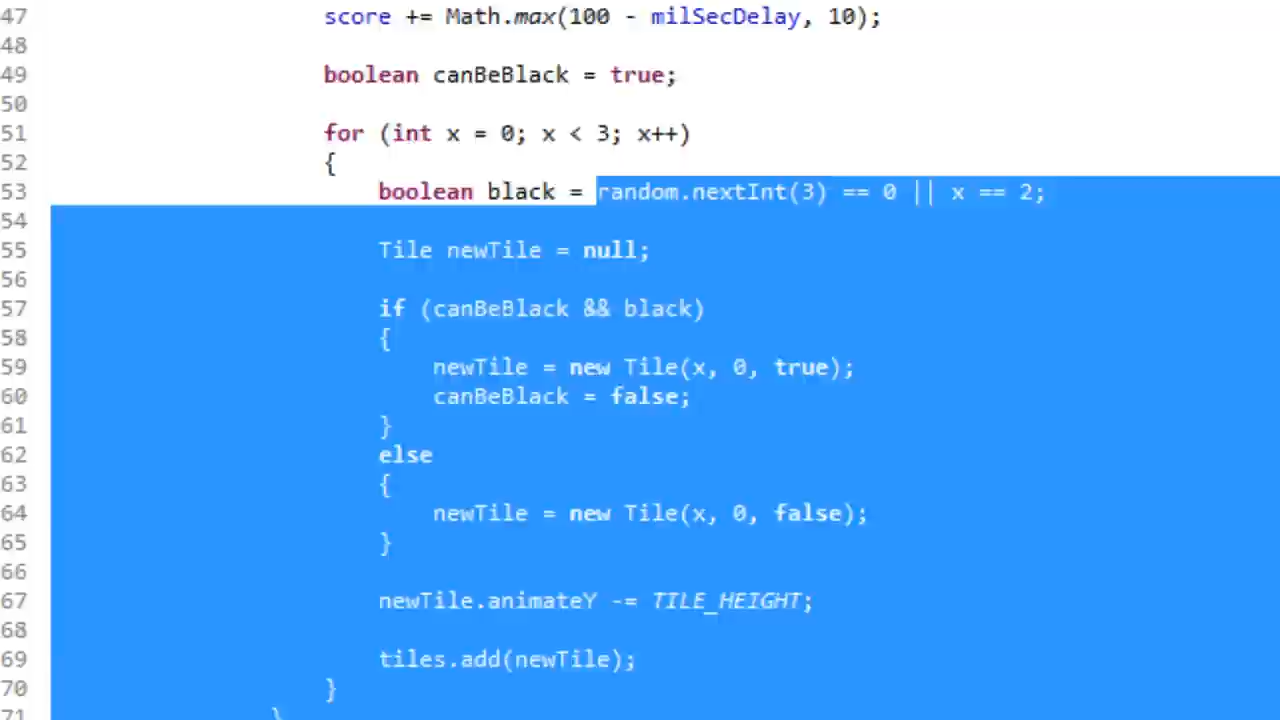 47 score += Math.max(100 - milSecDelay, 10);
48
49 boolean canBeBlack = true;
50
51 for (int x = 0; x < 3; x++)
52 {
53 boolean black = random.nextInt(3) == 0 || x == 2;
54
55 Tile newTile = null;
56
57 if (canBeBlack && black)
58 {
59 newTile = new Tile(x, 0, true);
60 canBeBlack = false;
61 }
62 else
63 {
64 newTile = new Tile(x, 0, false);
65 }
66
67 newTile.animateY -= TILE_HEIGHT;
68
69 tiles.add(newTile);
70 }
71 }